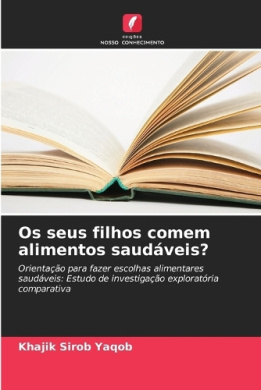 edições
NOSSO CONHECIMENTO
Os seus filhos comem
alimentos saudáveis?
Orientação para fazer escolhas alimentares
saudáveis: Estudo de investigação exploratória
comparativa
Khajik Sirob Yaqob